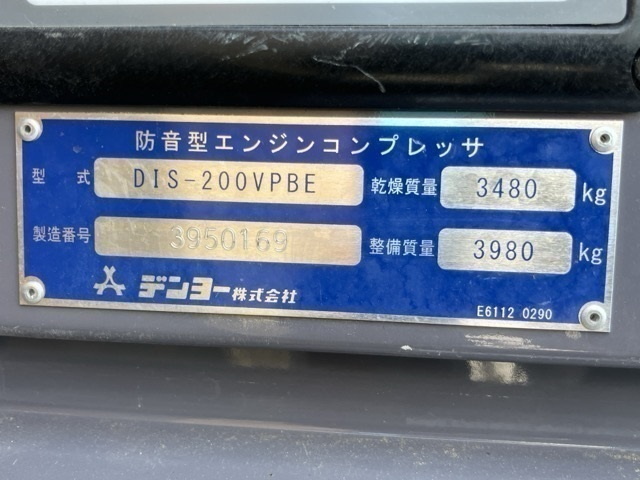 防音型エンジンコンプレッサ
型式 DIS-200VPBE 乾燥質量 3480 kg
製造番号 3950169 整備質量 3980 kg
デンヨー株式会社
E6112 0290